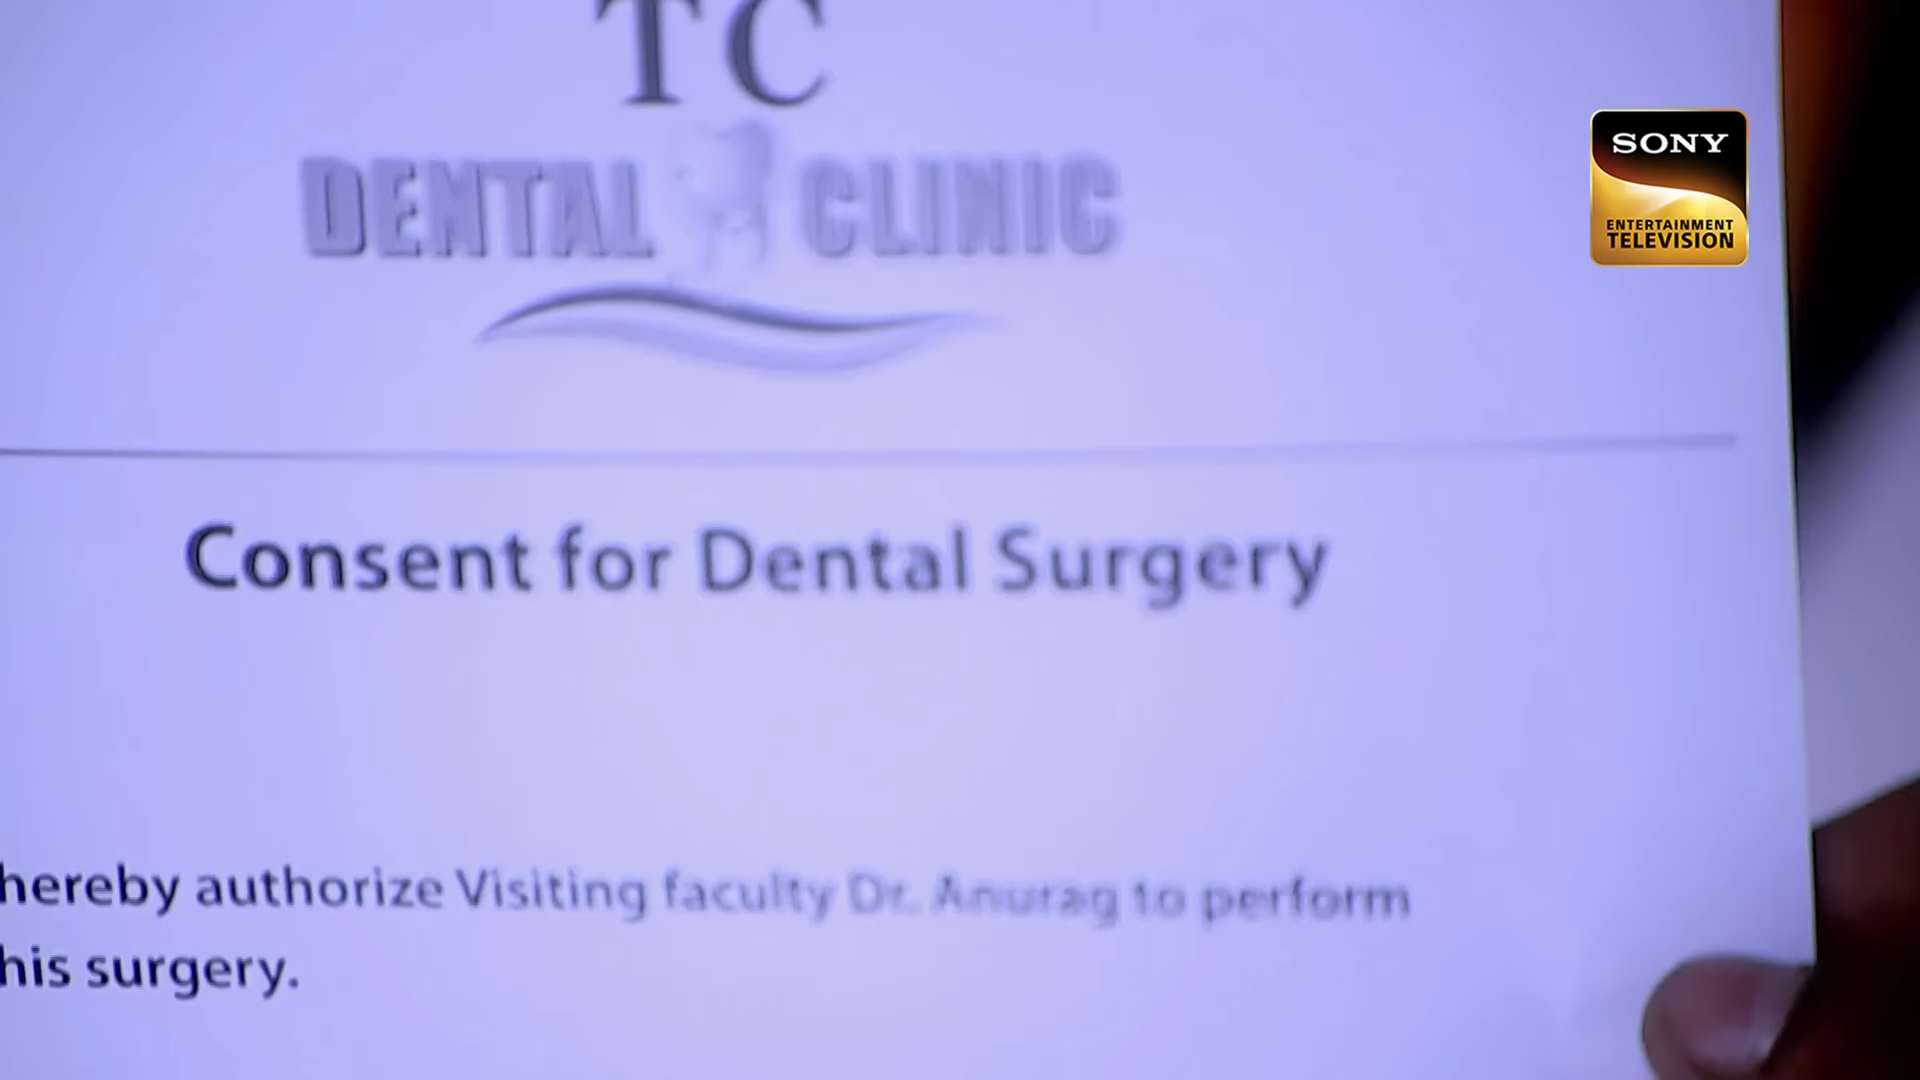 TC
DENTAL CLINIC
SONY
ENTERTAINMENT
TELEVISION
Consent for Dental Surgery
hereby authorize Visiting faculty Dr. Anurag to perform
his surgery.